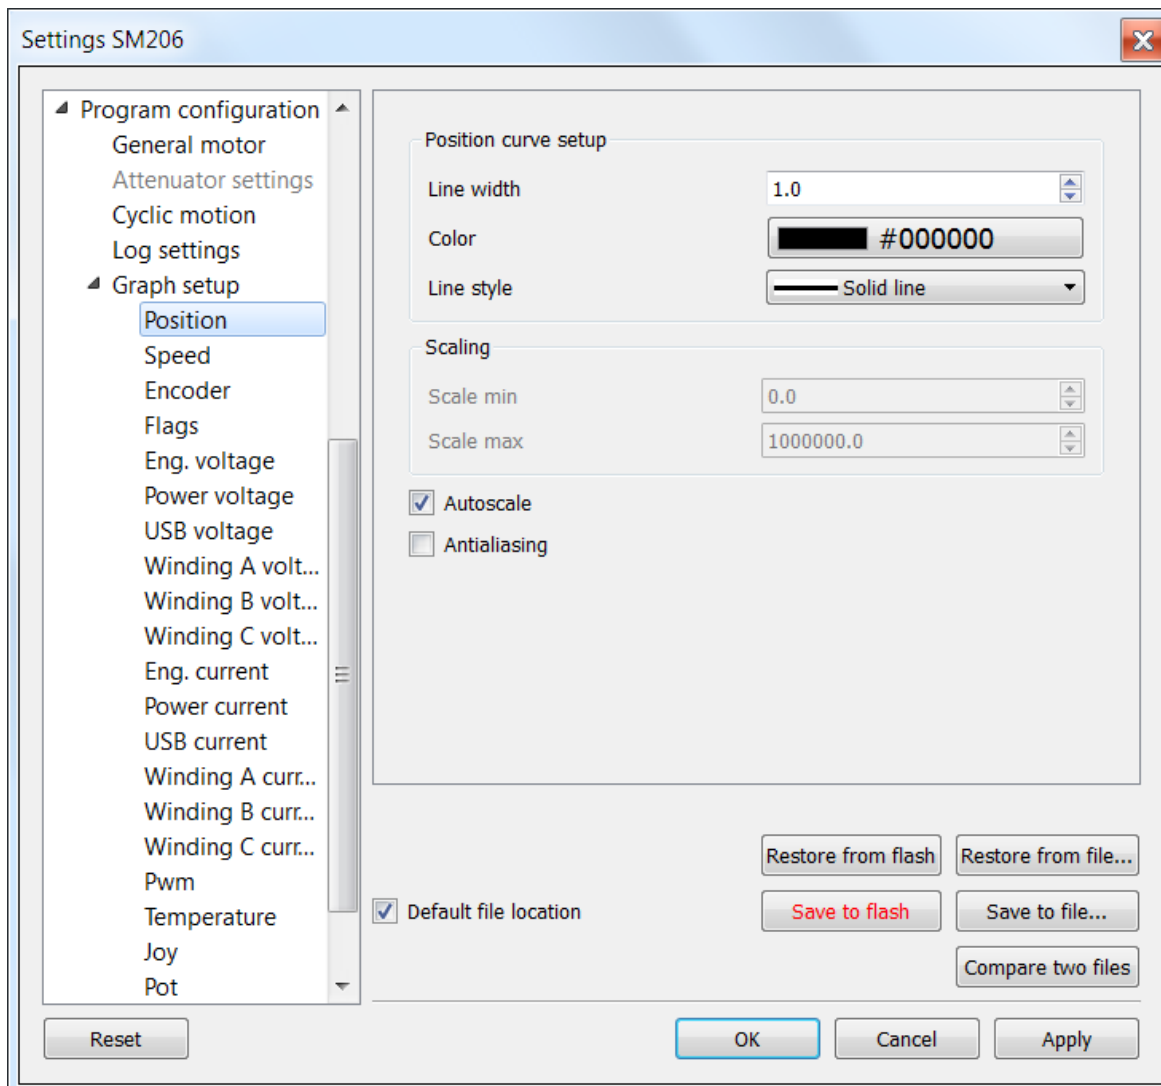 Settings SM206
Program configuration
General motor
Attenuator settings
Cyclic motion
Log settings
Graph setup
Position
Speed
Encoder
Flags
Eng. voltage
Power voltage
USB voltage
Winding A volt...
Winding B volt...
Winding C volt...
Eng. current
Power current
USB current
Winding A curr...
Winding B curr...
Winding C curr...
Pwm
Temperature
Joy
Pot
Position curve setup
Line width 1.0
Color #000000
Line style Solid line
Scaling
Scale min 0.0
Scale max 1000000.0
Autoscale
Antialiasing
Restore from flash Restore from file...
Default file location Save to flash Save to file...
Compare two files
Reset OK Cancel Apply